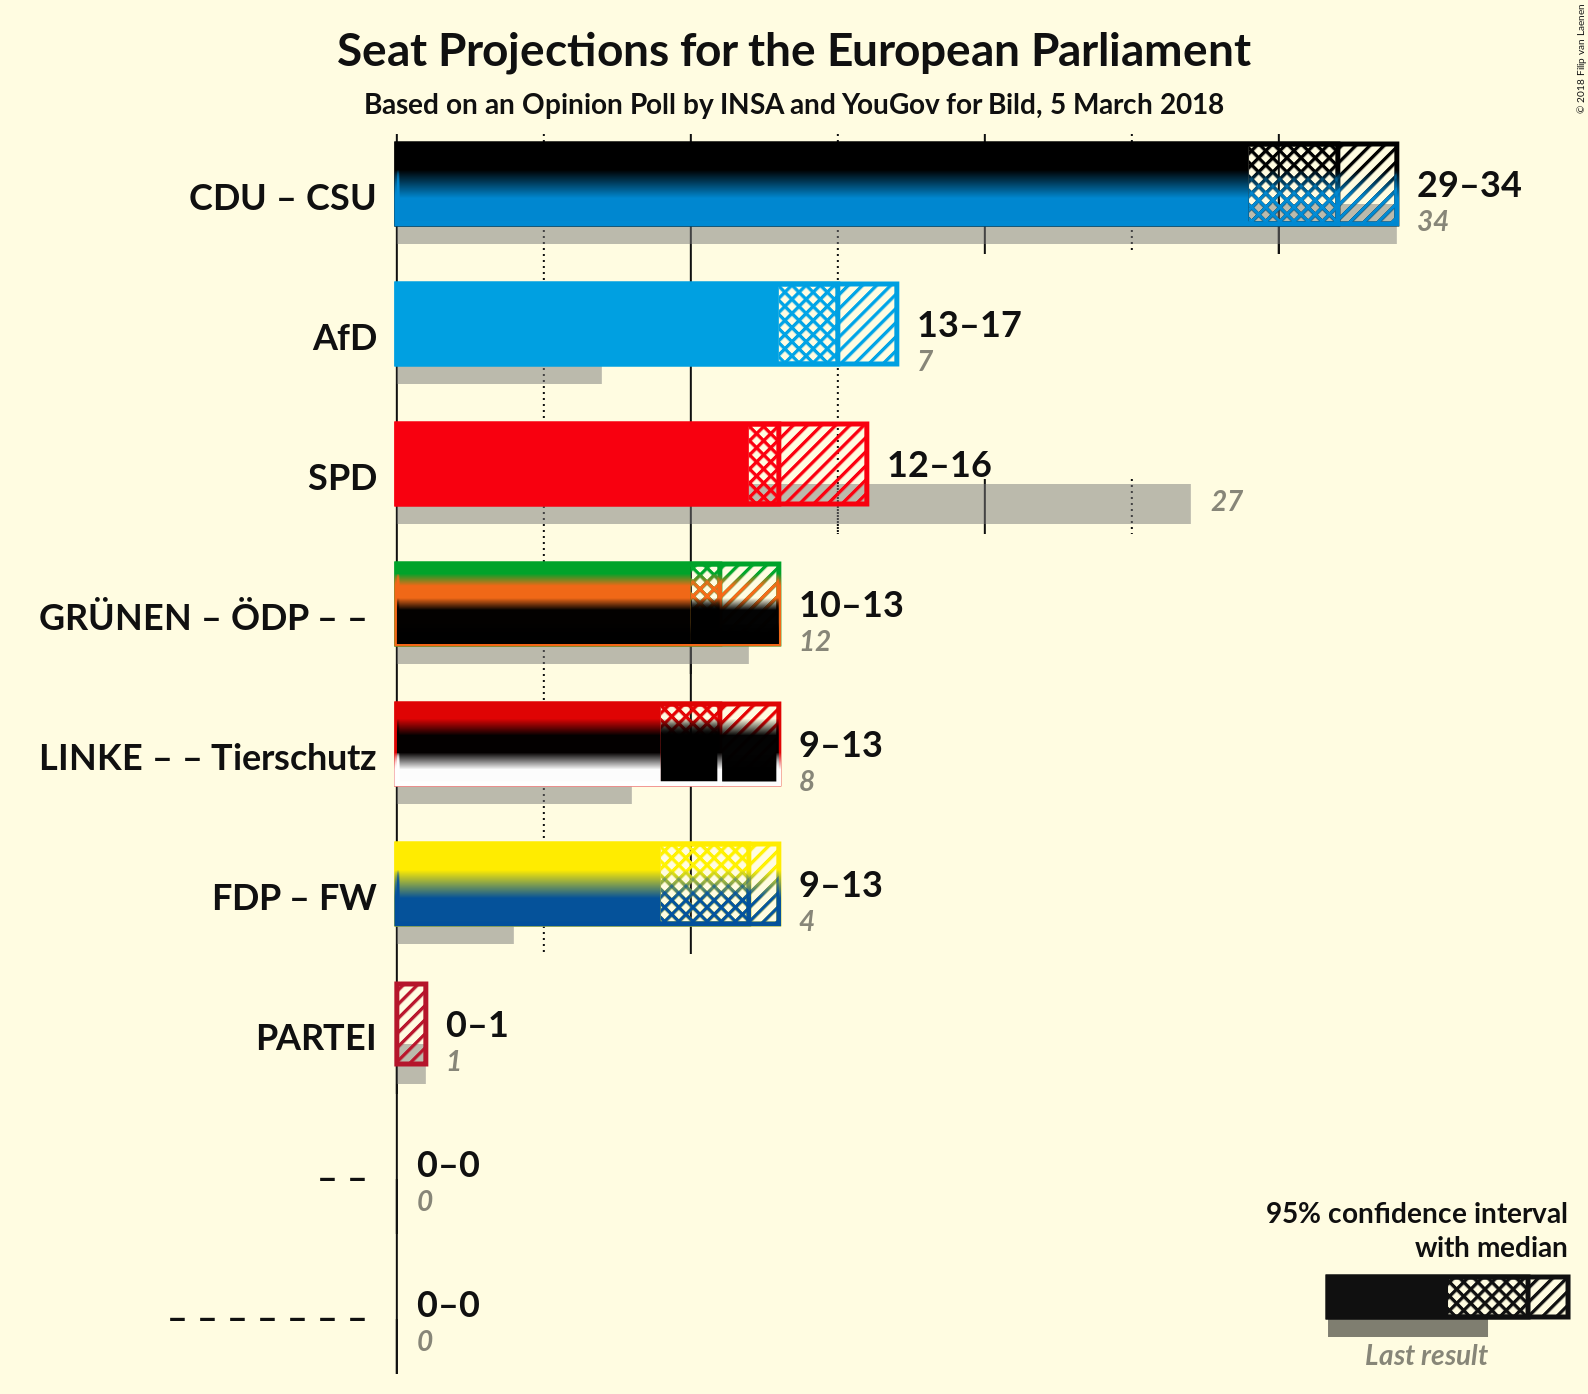 Seat Projections for the European Parliament
Based on an Opinion Poll by INSA and YouGov for Bild, 5 March 2018
© 2018 Filip van Laenen
CDU – CSU
29–34
34
AfD
13–17
7
SPD
12–16
27
GRÜNEN – ÖDP – –
10–13
12
LINKE – – Tierschutz
9–13
8
FDP – FW
9–13
4
PARTEI
0–1
1
– –
0–0
0
– – – – – – –
0–0
0
95% confidence interval
with median
Last result